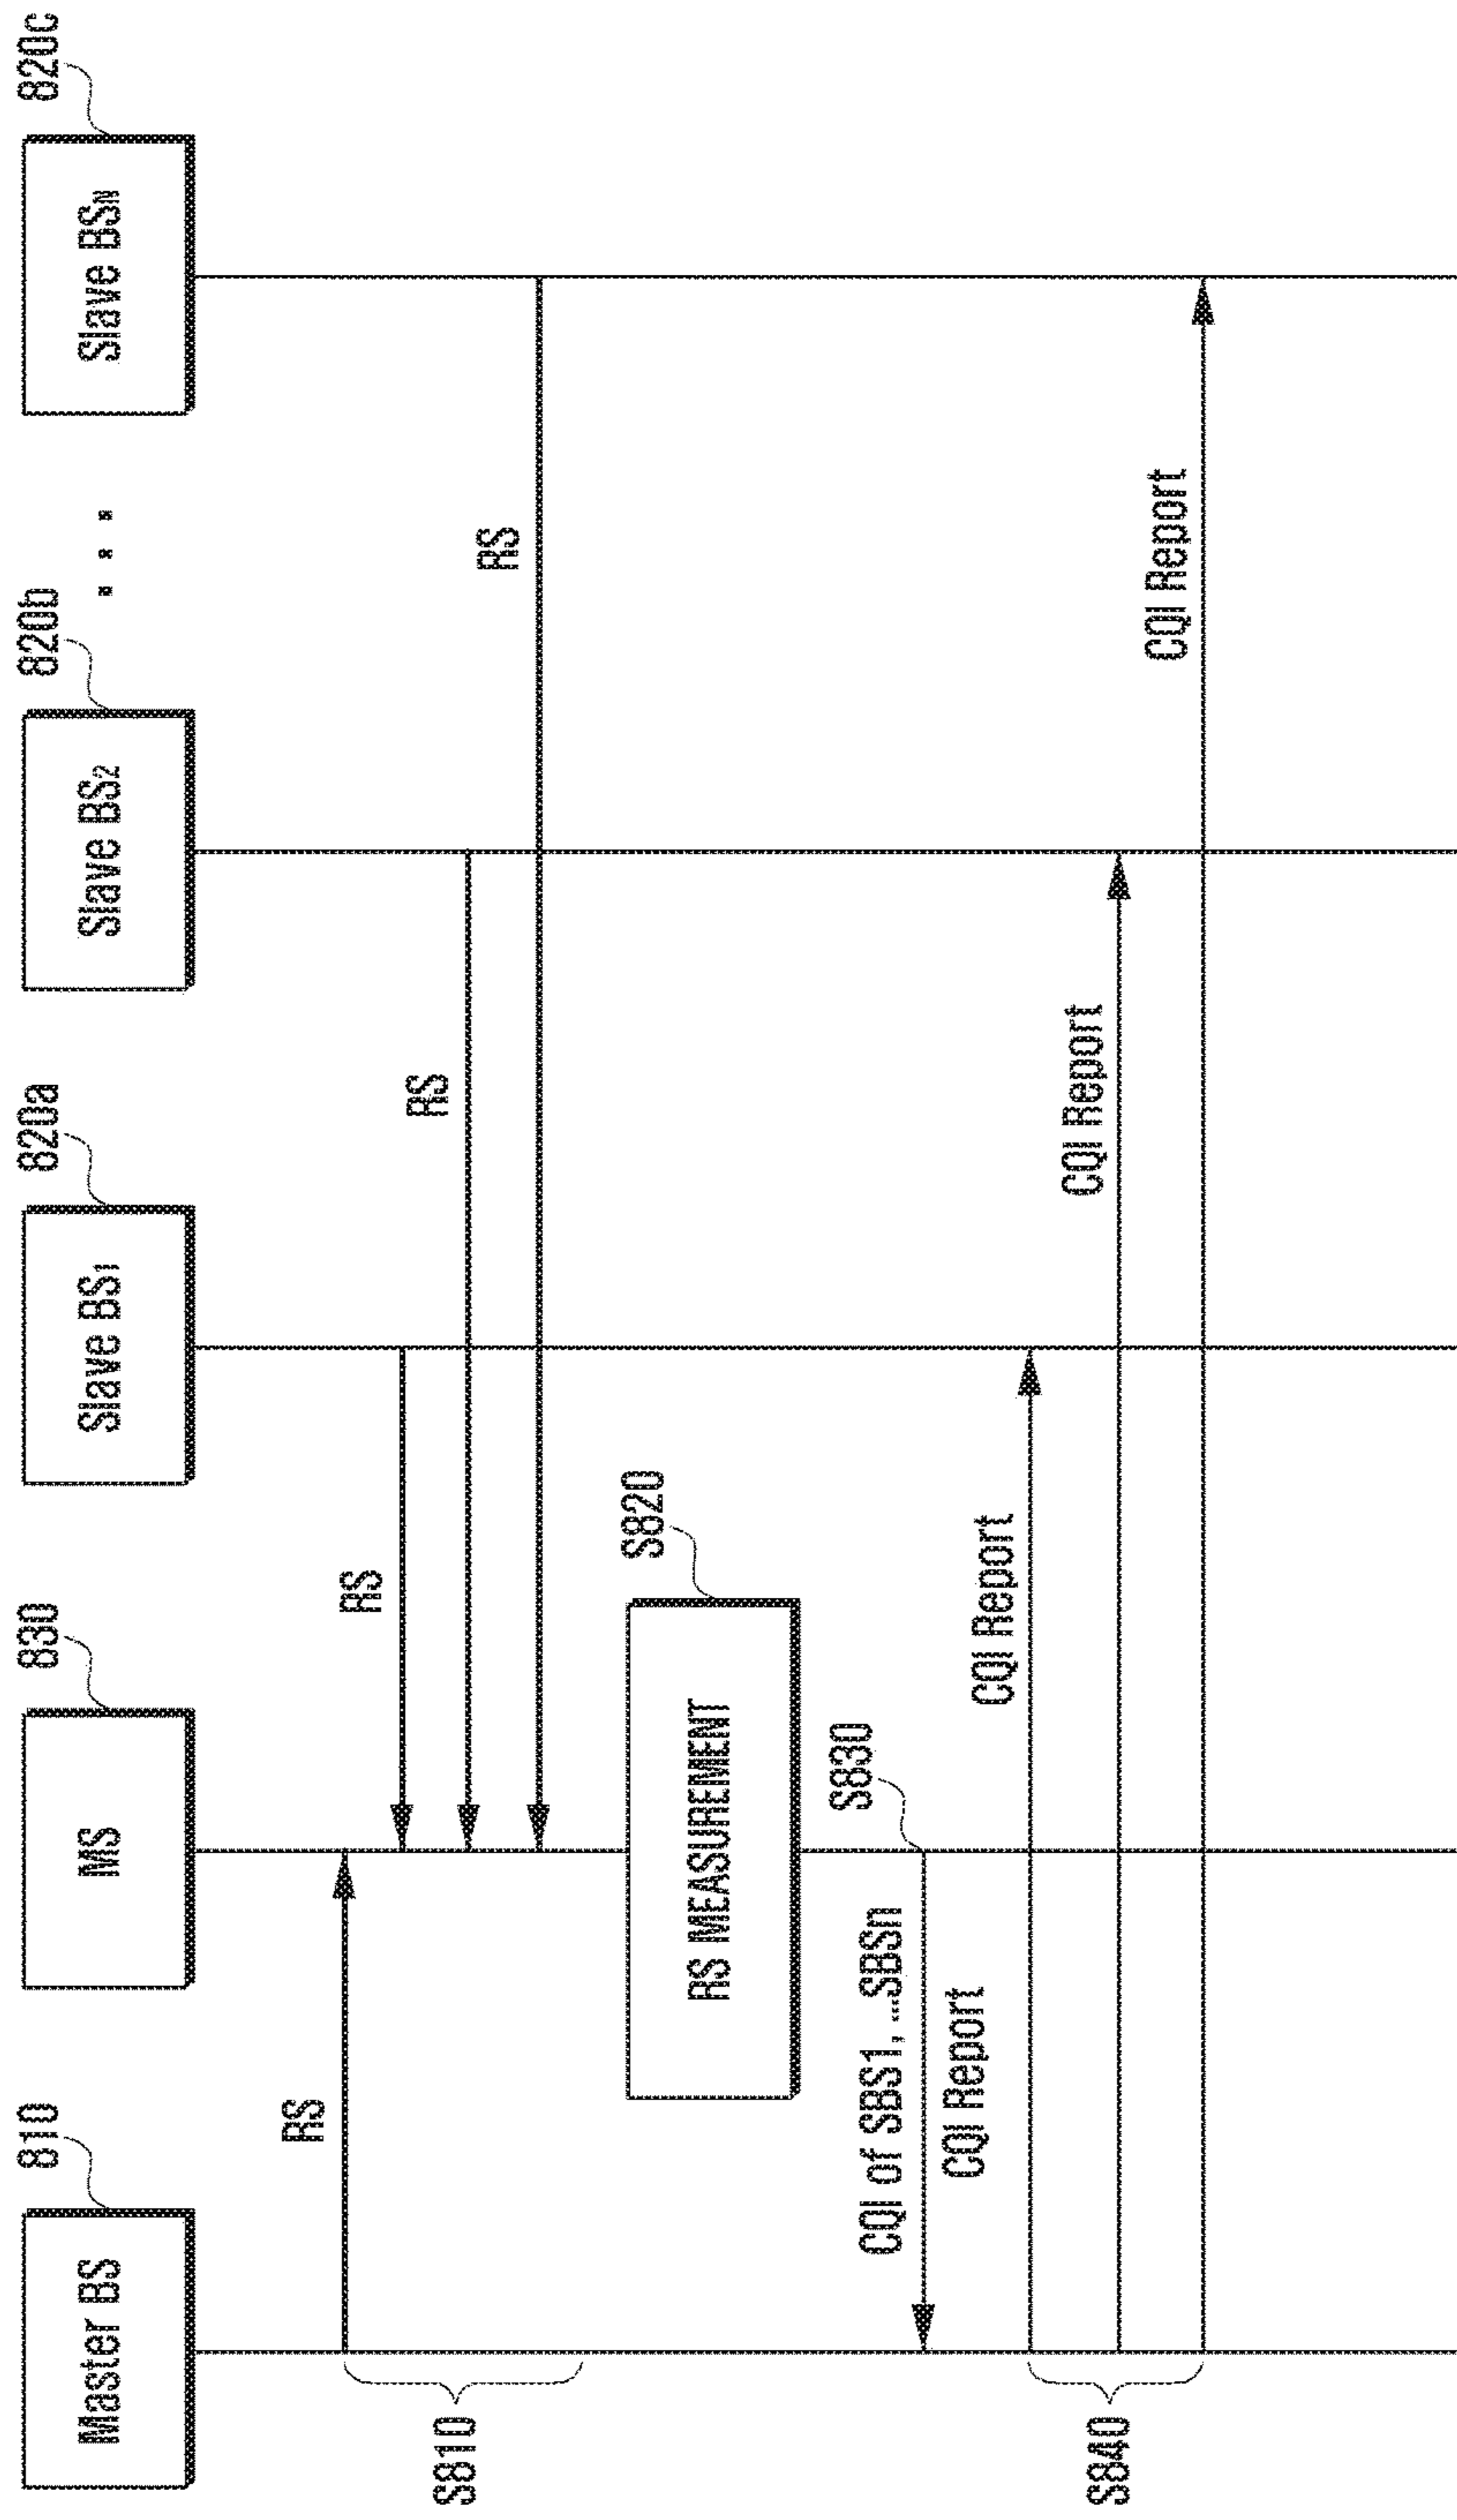 810
830
820a
820b
820c
Master BS
MS
Slave BS1
Slave BS2
...
Slave BSN
S810
RS
RS
RS
RS
RS MEASUREMENT
S820
S830
CQI of SBS1, ...SBSn
CQI Report
S840
CQI Report
CQI Report
CQI Report